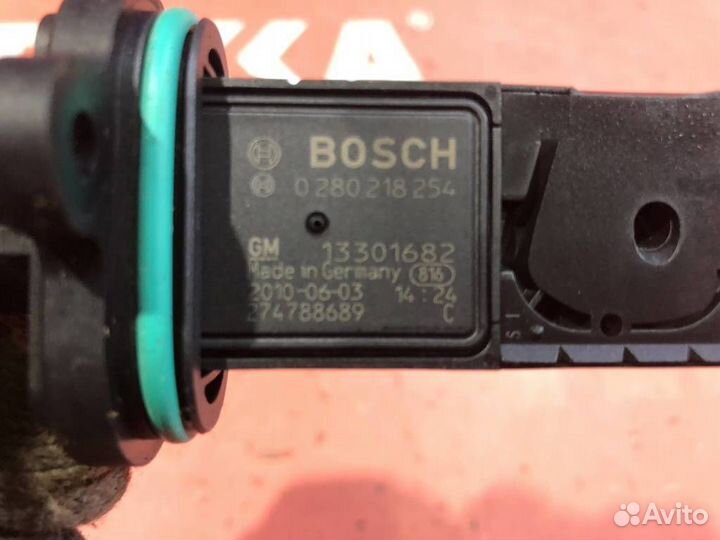 BOSCH
0 280 218 254
GM 13301682
Made in Germany 816
2010-06-03 14:24
274788689 C
Avito